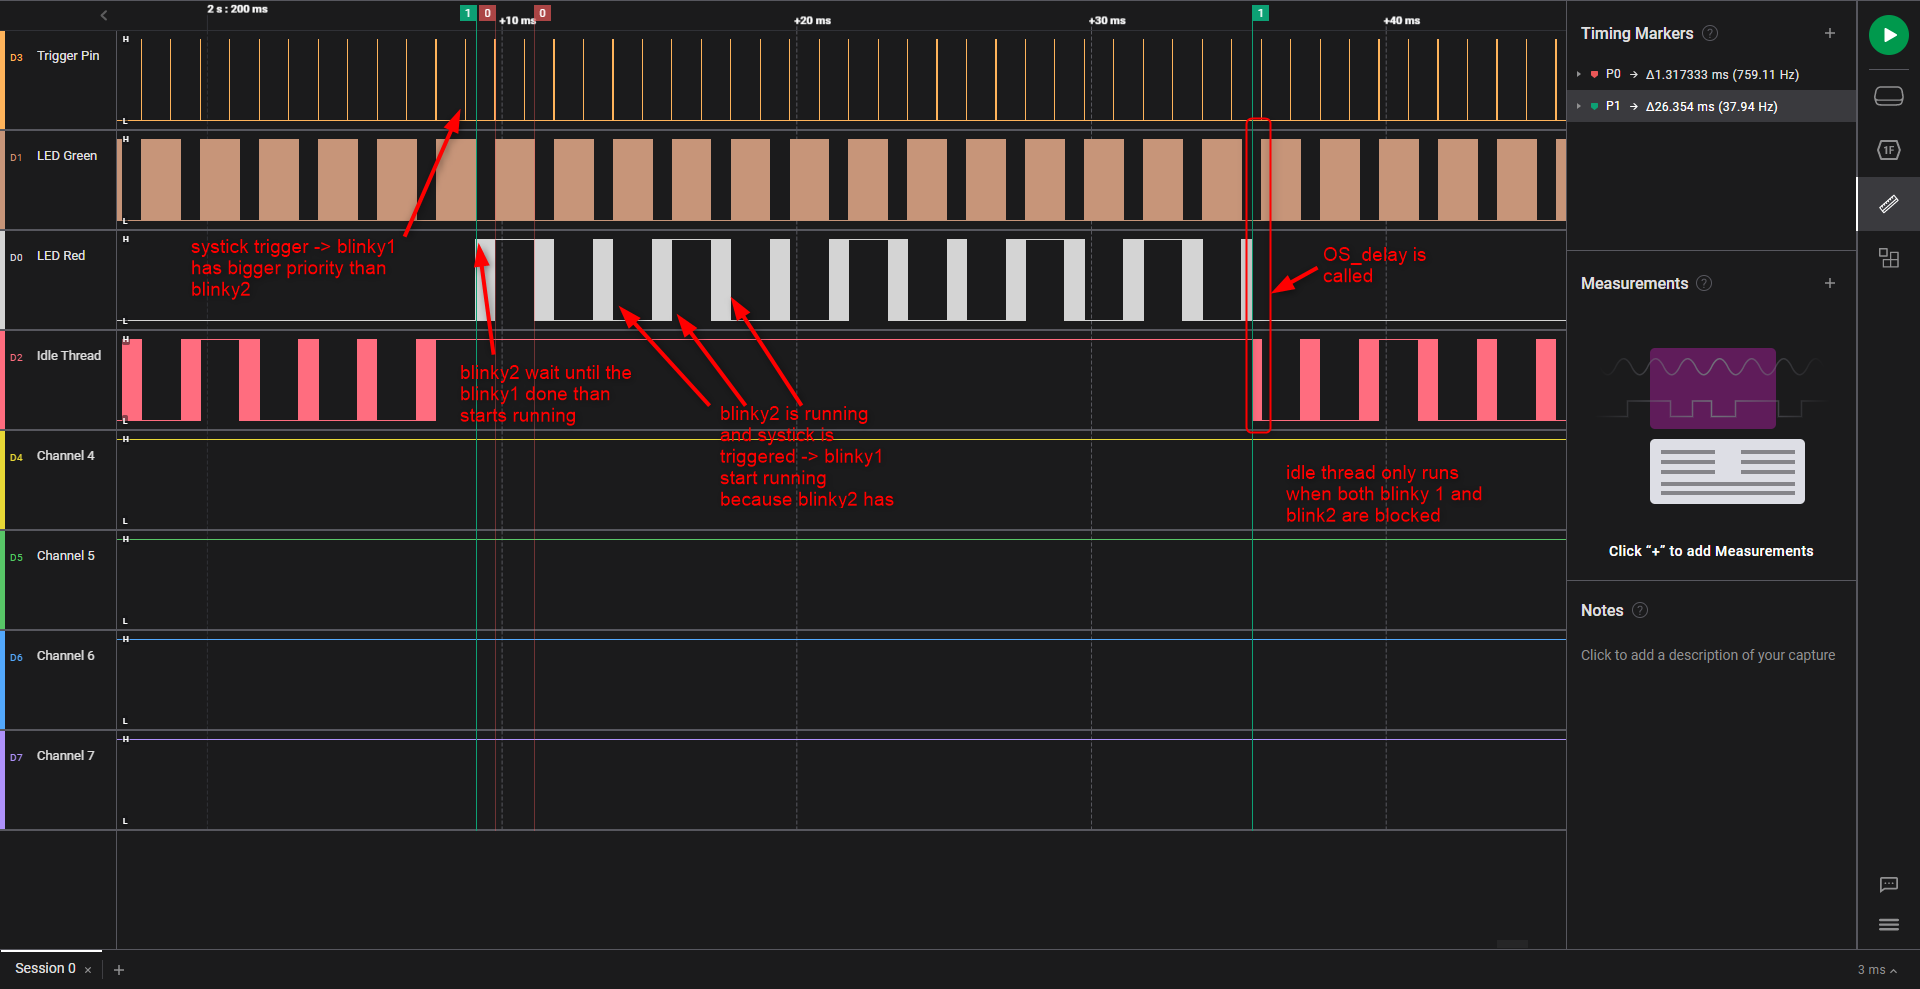 2 s : 200 ms
1
0
0
+10 ms
+20 ms
+30 ms
+40 ms
1
D3
Trigger Pin
H
L
D1
LED Green
H
L
D0
LED Red
H
L
D2
Idle Thread
H
L
D4
Channel 4
H
L
D5
Channel 5
H
L
D6
Channel 6
H
L
D7
Channel 7
H
L
systick trigger -> blinky1
has bigger priority than
blinky2
blinky2 wait until the
blinky1 done than
starts running
blinky2 is running
and systick is
triggered -> blinky1
start running
because blinky2 has
OS_delay is
called
idle thread only runs
when both blinky 1 and
blink2 are blocked
Timing Markers ?
P0 → Δ1.317333 ms (759.11 Hz)
P1 → Δ26.354 ms (37.94 Hz)
Measurements ?
Click “+” to add Measurements
Notes ?
Click to add a description of your capture
1F
Session 0
3 ms